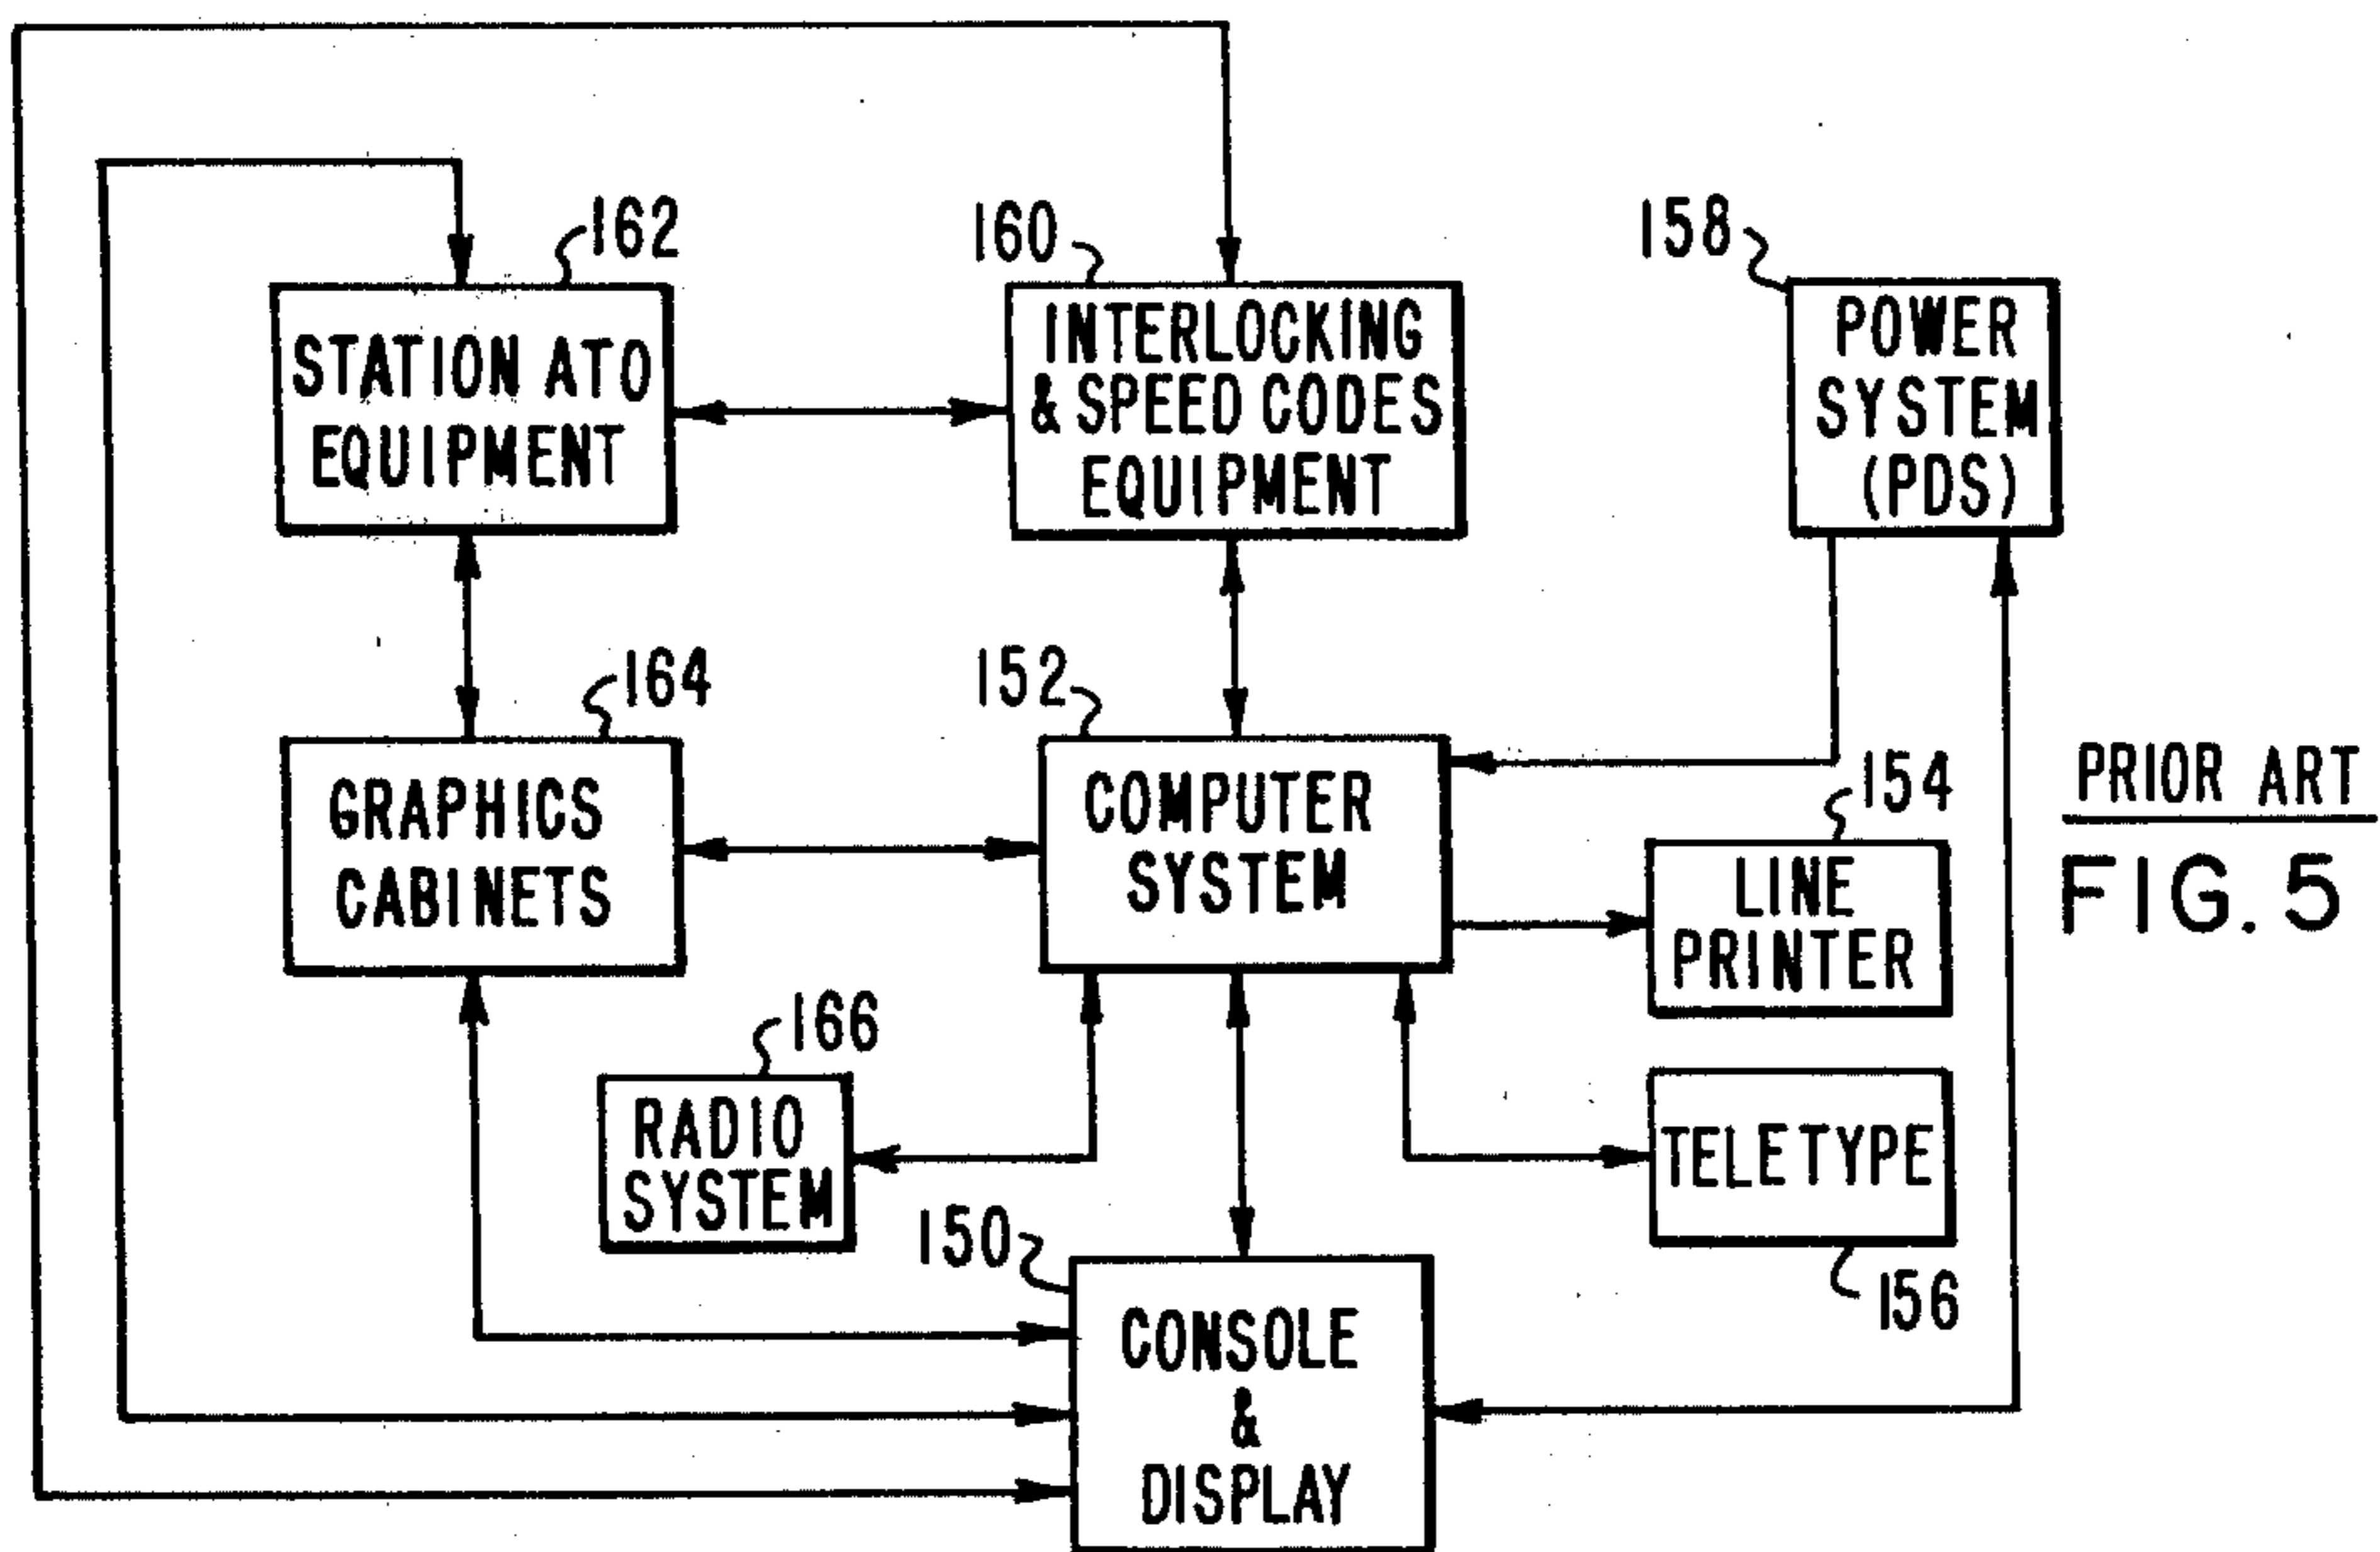 162
160
158
STATION ATO
EQUIPMENT
INTERLOCKING
& SPEED CODES
EQUIPMENT
POWER
SYSTEM
(PDS)
164
152
154
GRAPHICS
CABINETS
COMPUTER
SYSTEM
LINE
PRINTER
PRIOR ART
FIG. 5
166
RADIO
SYSTEM
TELETYPE
156
150
CONSOLE
&
DISPLAY